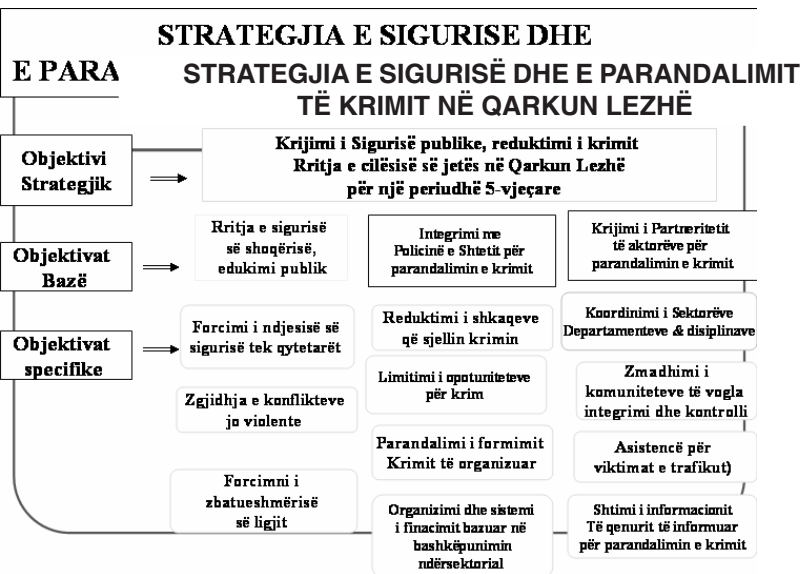 STRATEGJIA E SIGURISE DHE
E PARA
STRATEGJIA E SIGURISË DHE E PARANDALIMIT
TË KRIMIT NË QARKUN LEZHË
Objektivi
Strategjik
Krijimi i Sigurisë publike, reduktimi i krimit
Rritja e cilësisë së jetës në Qarkun Lezhë
për një periudhë 5-vjeçare
Objektivat
Bazë
Rritja e sigurisë
së shoqërisë,
edukimi publik
Integrimi me
Policinë e Shtetit për
parandalimin e krimit
Krijimi i Partneritetit
të aktorëve për
parandalimin e krimit
Objektivat
specifike
Forcimi i ndjesisë së
sigurisë tek qytetarët
Reduktimi i shkaqeve
që sjellin krimin
Koordinimi i Sektorëve
Departamenteve & disiplinave
Zgjidhja e konflikteve
jo violente
Limitimi i opotuniteteve
për krim
Zmadhimi i
komuniteteve të vogla
integrimi dhe kontrolli
Parandalimi i formimit
Krimit të organizuar
Asistencë për
viktimat e trafikut)
Forcimni i
zbatueshmërisë
së ligjit
Organizimi dhe sistemi
i finacimit bazuar në
bashkëpunimin
ndërsektorial
Shtimi i informacionit
Të qenurit të informuar
për parandalimin e krimit